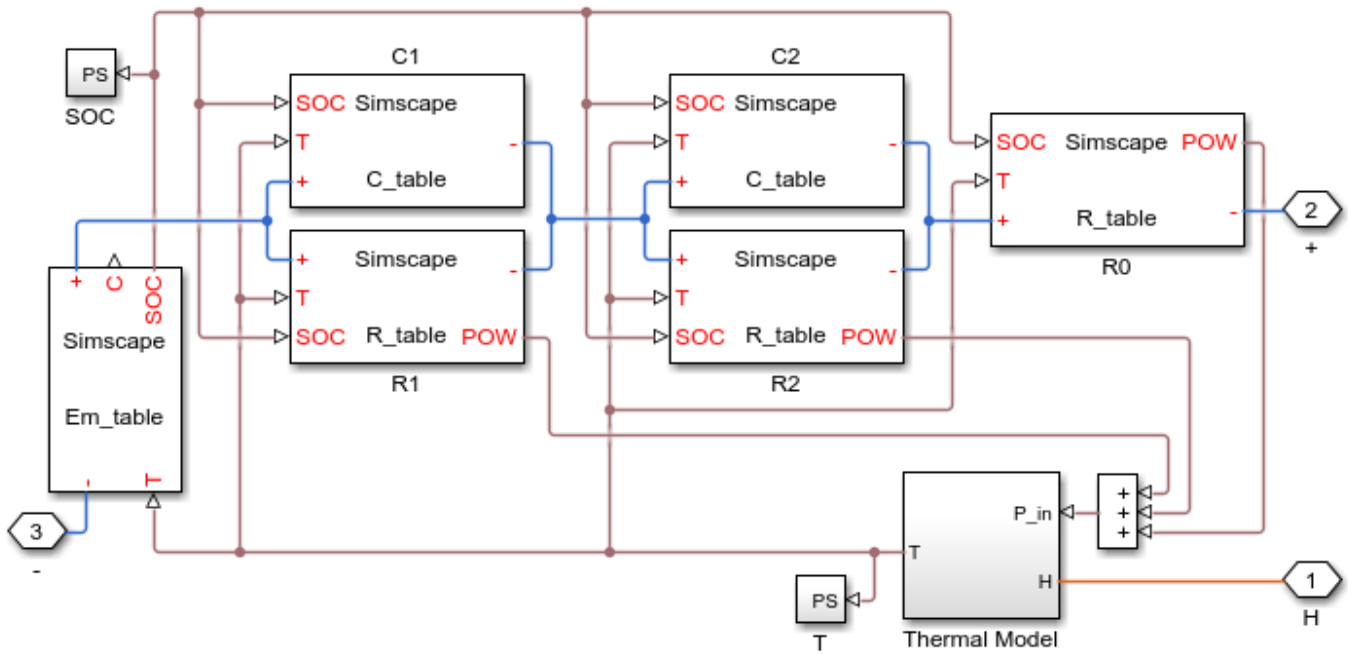 C1
C2
PS
SOC
SOC Simscape
T
-
C_table
+
SOC Simscape
T
-
C_table
+
SOC Simscape POW
T
R_table
+
-
R0
2
+
+ Simscape
-
T
SOC R_table POW
R1
+ Simscape
-
T
SOC R_table POW
R2
+ C SOC
Simscape
Em_table
- T
3
-
P_in
T
H
Thermal Model
+
+
+
PS
T
1
H